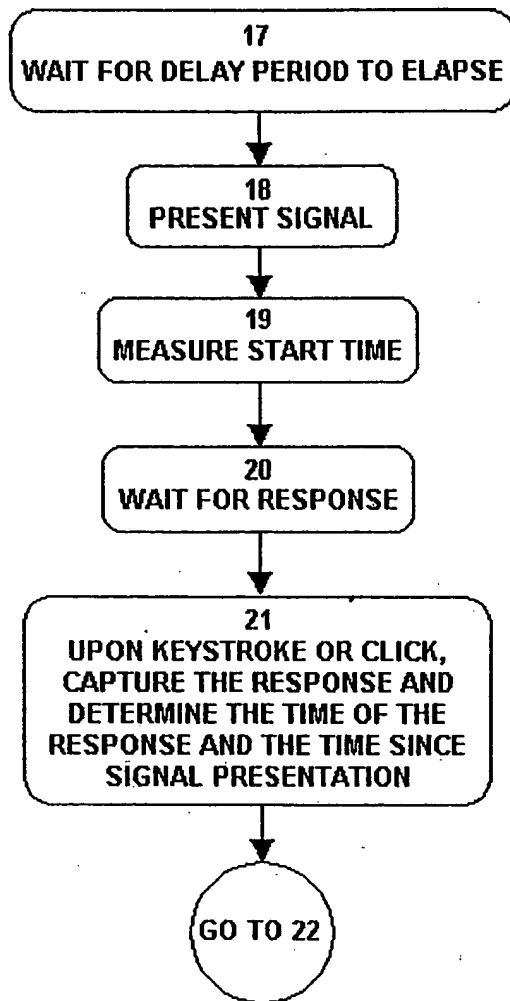 17
WAIT FOR DELAY PERIOD TO ELAPSE
18
PRESENT SIGNAL
19
MEASURE START TIME
20
WAIT FOR RESPONSE
21
UPON KEYSTROKE OR CLICK,
CAPTURE THE RESPONSE AND
DETERMINE THE TIME OF THE
RESPONSE AND THE TIME SINCE
SIGNAL PRESENTATION
GO TO 22